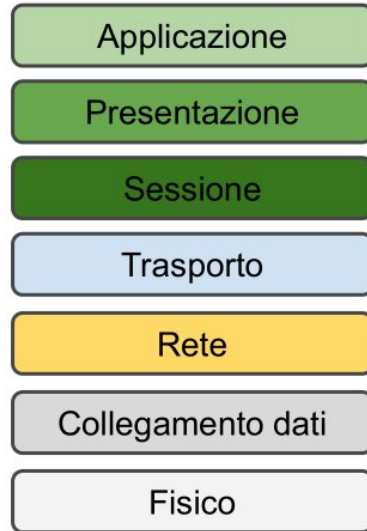 Applicazione
Presentazione
Sessione
Trasporto
Rete
Collegamento dati
Fisico